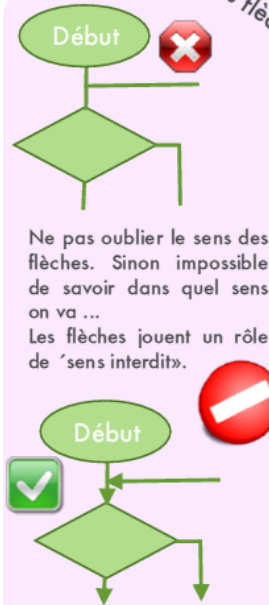 Début
Ne pas oublier le sens des
flèches. Sinon impossible
de savoir dans quel sens
on va ...
Les flèches jouent un rôle
de ´sens interdit».
Début